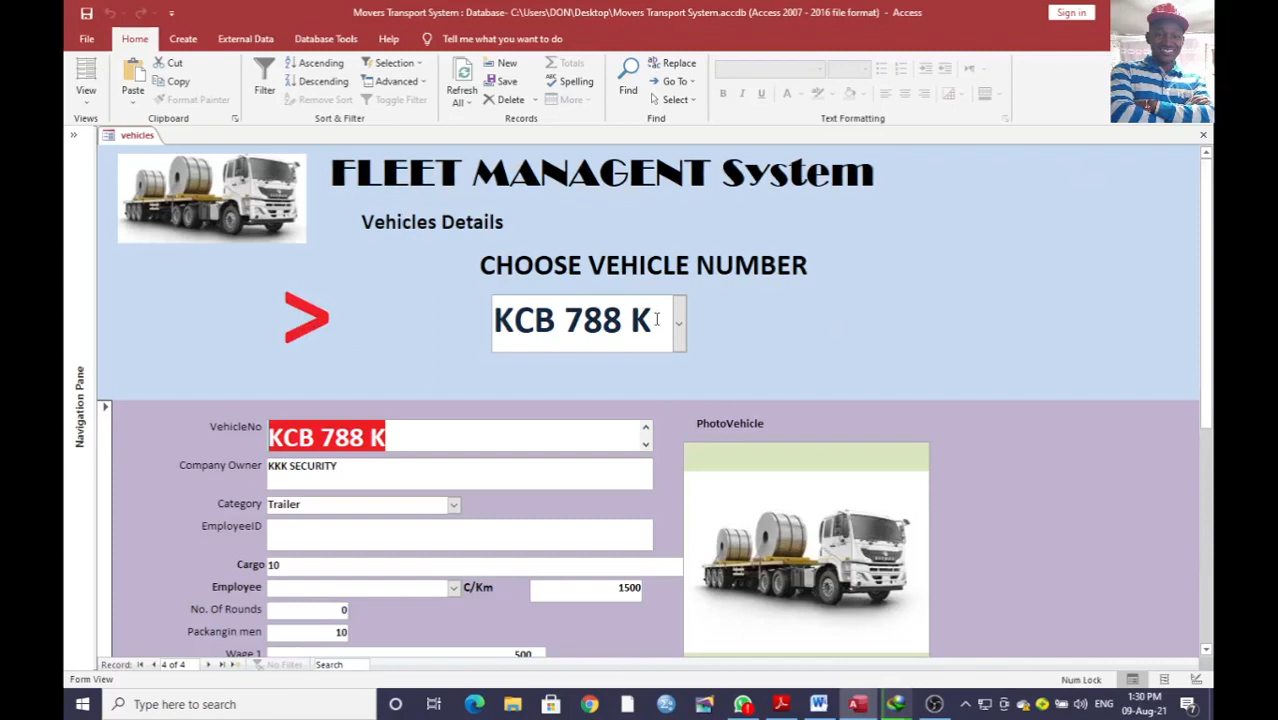 Movers Transport System : Database- C:\Users\DON\Desktop\Movers Transport System.accdb (Access 2007 - 2016 file format) - Access
Sign in
File Home Create External Data Database Tools Help Tell me what you want to do
View
Views
Paste
Cut
Copy
Format Painter
Clipboard
Filter
Ascending
Descending
Remove Sort
Selection
Advanced
Toggle Filter
Sort & Filter
Refresh
All
New
Save
Delete
Totals
Spelling
More
Records
Find
Replace
Go To
Select
Find
B I U A
Text Formatting
vehicles
Navigation Pane
FLEET MANAGENT System
Vehicles Details
CHOOSE VEHICLE NUMBER
> KCB 788 K
VehicleNo KCB 788 K
Company Owner KKK SECURITY
Category Trailer
EmployeeID
Cargo 10
Employee C/Km 1500
No. Of Rounds 0
Packangin men 10
Wage 1 500
PhotoVehicle
Record: 4 of 4 No Filter Search
Form View
Num Lock
Type here to search
ENG
1:30 PM
09-Aug-21
7